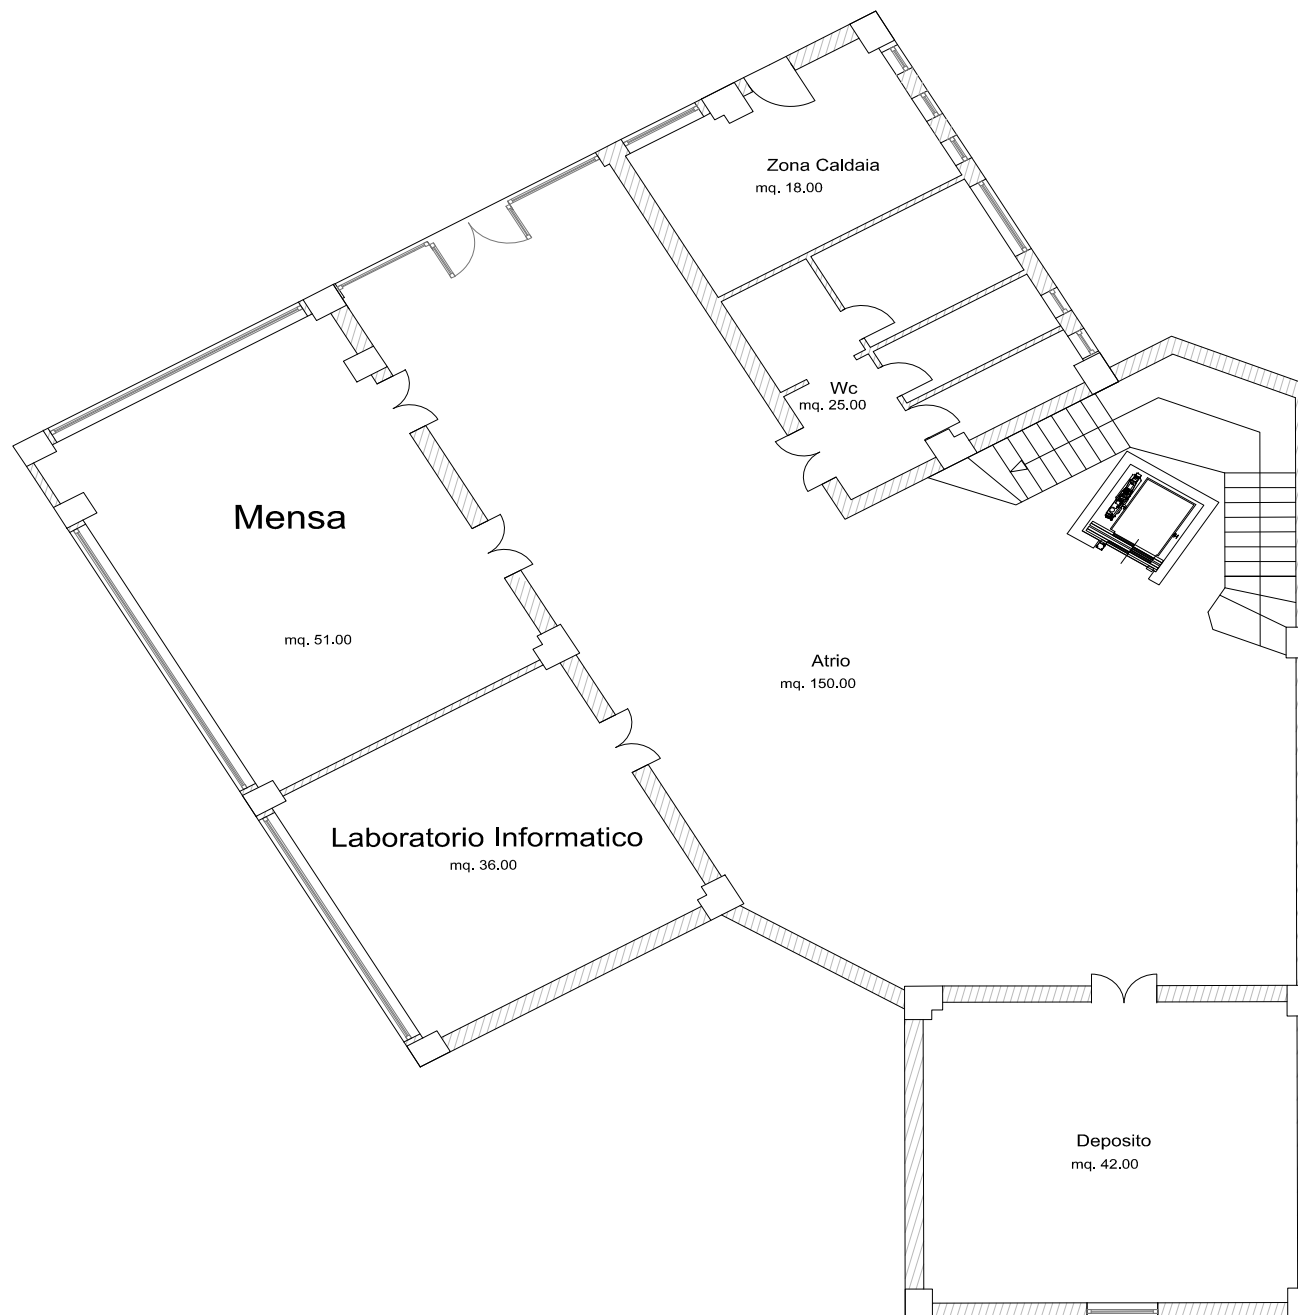 Zona Caldaia
mq. 18.00
Wc
mq. 25.00
Mensa
mq. 51.00
Atrio
mq. 150.00
Laboratorio Informatico
mq. 36.00
Deposito
mq. 42.00